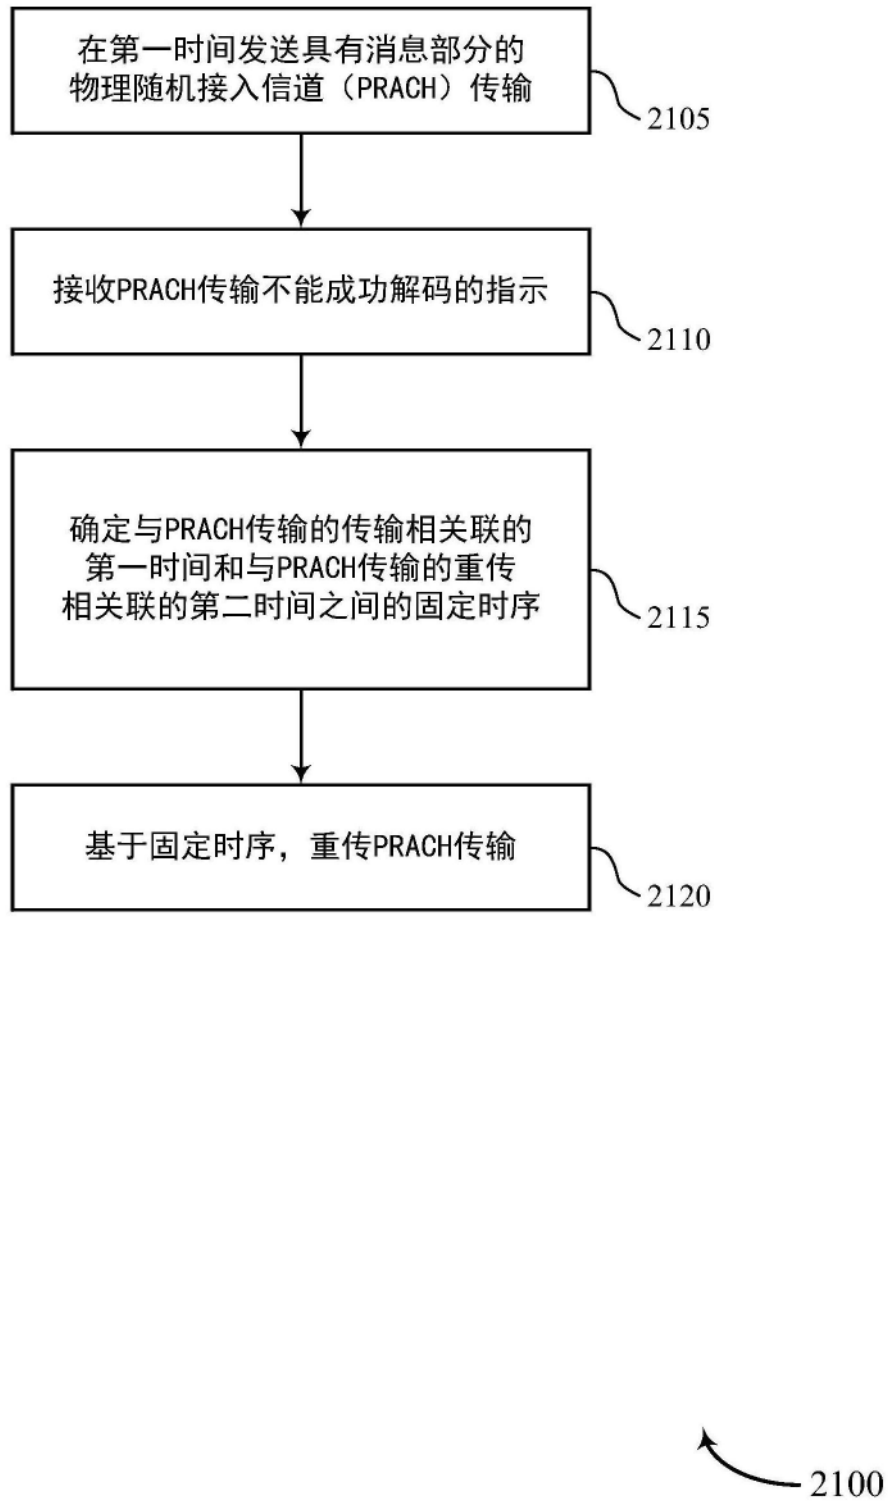 在第一时间发送具有消息部分的
物理随机接入信道（PRACH）传输
2105
接收PRACH传输不能成功解码的指示
2110
确定与PRACH传输的传输相关联的
第一时间和与PRACH传输的重传
相关联的第二时间之间的固定时序
2115
基于固定时序，重传PRACH传输
2120
2100